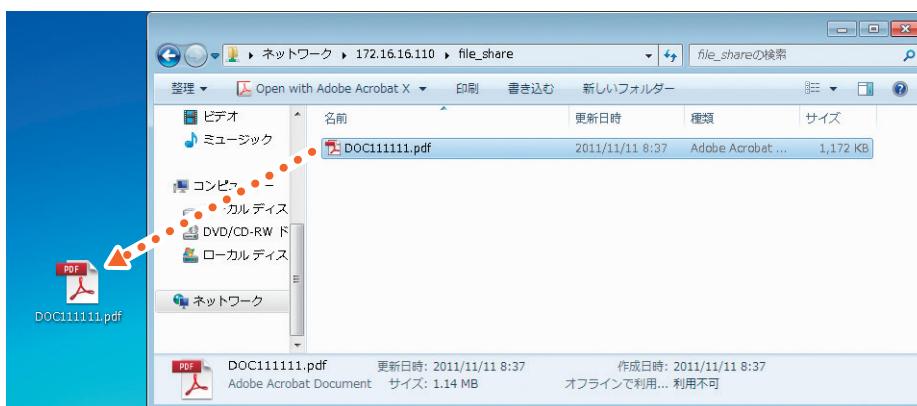 ネットワーク 172.16.16.110 file_share
file_shareの検索
整理 Open with Adobe Acrobat X 印刷 書き込む 新しいフォルダー
ビデオ
ミュージック
コンピューター
ーカル ディス
DVD/CD-RW ド
ローカル ディス
ネットワーク
名前 更新日時 種類 サイズ
DOC111111.pdf 2011/11/11 8:37 Adobe Acrobat ... 1,172 KB
PDF
DOC111111.pdf
PDF
DOC111111.pdf 更新日時: 2011/11/11 8:37 作成日時: 2011/11/11 8:37
Adobe Acrobat Document サイズ: 1.14 MB オフラインで利用... 利用不可